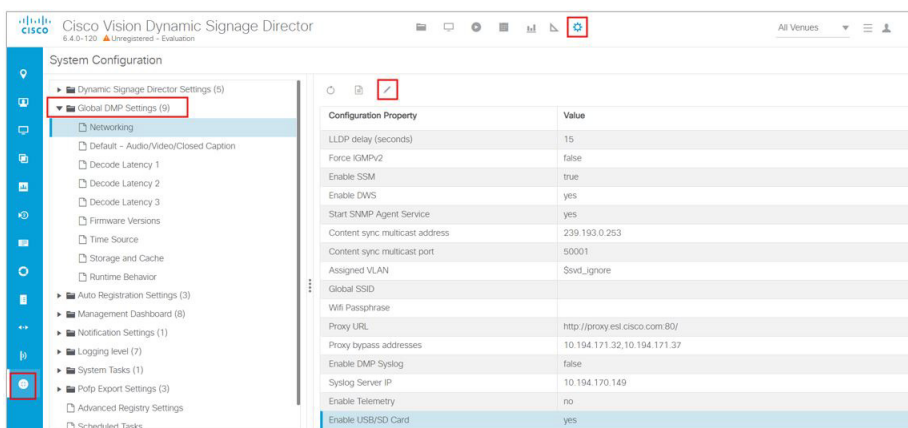 CISCO
Cisco Vision Dynamic Signage Director
6.4.0-120 Unregistered - Evaluation
All Venues
System Configuration
Dynamic Signage Director Settings (5)
Global DMP Settings (9)
Networking
Default - Audio/Video/Closed Caption
Decode Latency 1
Decode Latency 2
Decode Latency 3
Firmware Versions
Time Source
Storage and Cache
Runtime Behavior
Auto Registration Settings (3)
Management Dashboard (8)
Notification Settings (1)
Logging level (7)
System Tasks (1)
Pofp Export Settings (3)
Advanced Registry Settings
Scheduled Tasks
Configuration Property Value
LLDP delay (seconds) 15
Force IGMPv2 false
Enable SSM true
Enable DWS yes
Start SNMP Agent Service yes
Content sync multicast address 239.193.0.253
Content sync multicast port 50001
Assigned VLAN $svd_ignore
Global SSID
Wifi Passphrase
Proxy URL http://proxy.esl.cisco.com:80/
Proxy bypass addresses 10.194.171.32,10.194.171.37
Enable DMP Syslog false
Syslog Server IP 10.194.170.149
Enable Telemetry no
Enable USB/SD Card yes